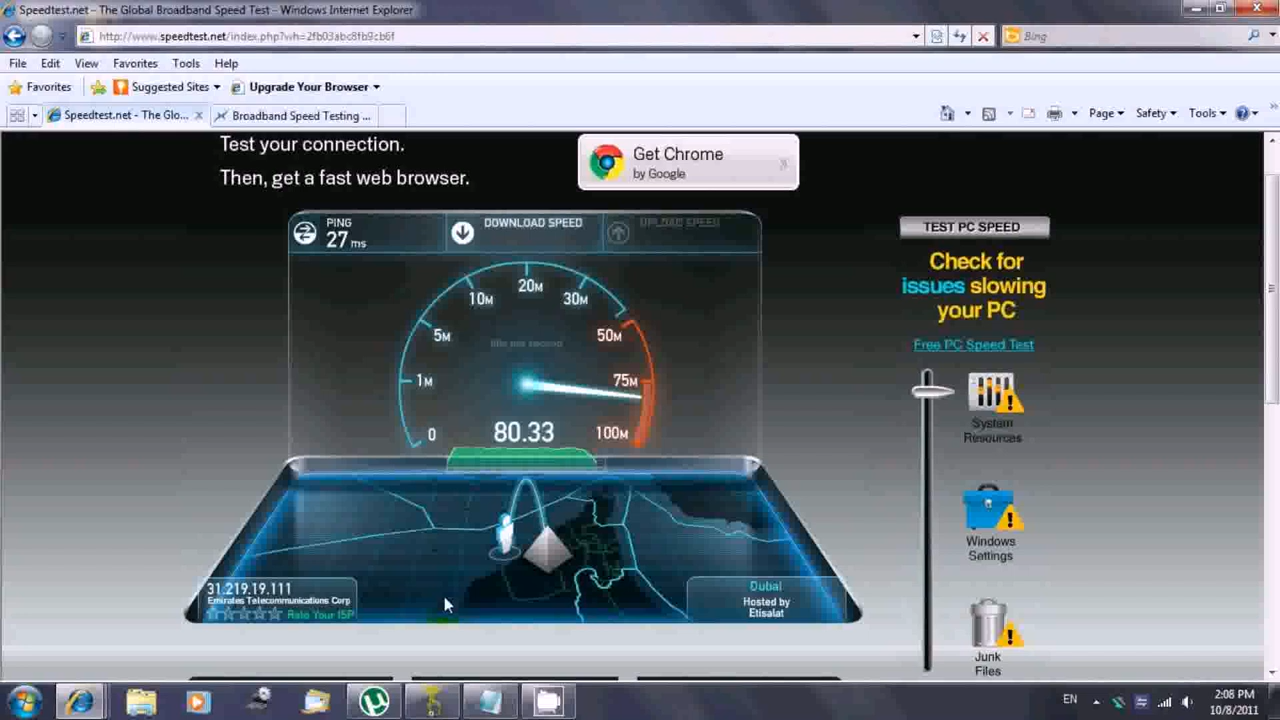 Speedtest.net - The Global Broadband Speed Test - Windows Internet Explorer
http://www.speedtest.net/index.php?vh=2fb03abc8fb9cb6f
Bing
File Edit View Favorites Tools Help
Favorites Suggested Sites Upgrade Your Browser
Speedtest.net - The Glo... Broadband Speed Testing ... Page Safety Tools
Test your connection.
Then, get a fast web browser.
Get Chrome
by Google
PING
27 ms
DOWNLOAD SPEED
UPLOAD SPEED
TEST PC SPEED
Check for
issues slowing
your PC
Free PC Speed Test
20M
10M 30M
5M 50M
1M 75M
0 80.33 100M
System
Resources
Windows
Settings
Junk
Files
31.219.19.111
Emirates Telecommunications Corp
Rate Your ISP
Dubai
Hosted by
Etisalat
EN
2:08 PM
10/8/2011